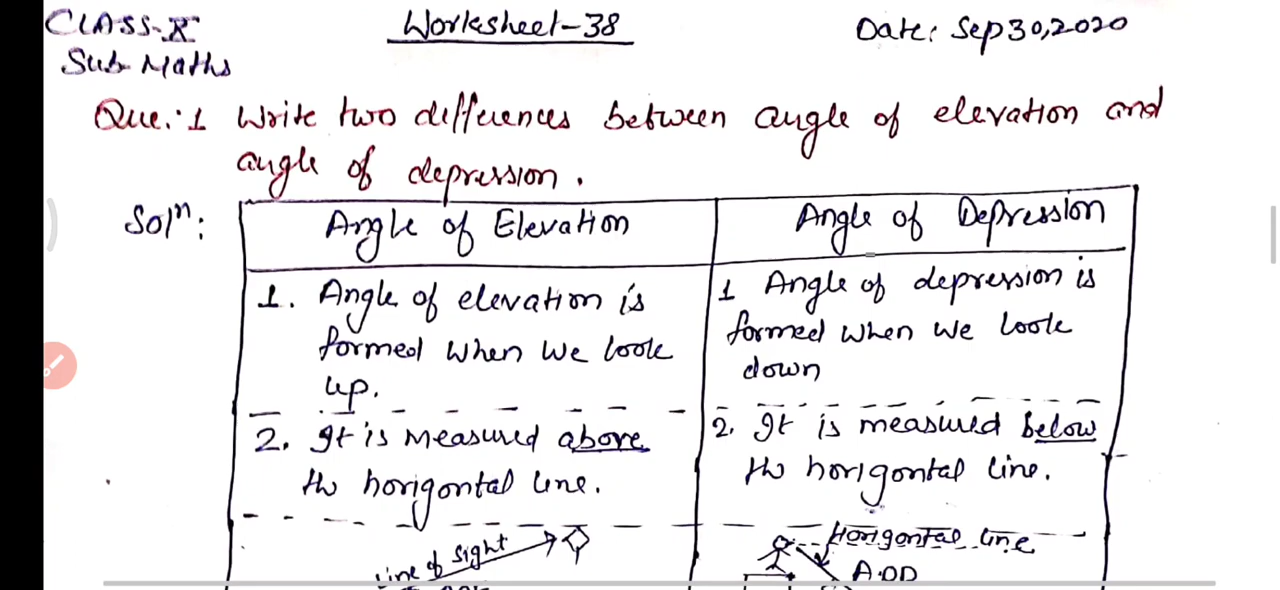 CLASS-X
Worksheet-38
Date: Sep 30, 2020
Sub Maths
Que.:1 Write two differences between angle of elevation and
angle of depression.
Solⁿ:
Angle of Elevation
Angle of Depression
1. Angle of elevation is
formed when we look
up.
1 Angle of depression is
formed when we look
down
2. It is measured above
the horizontal line.
2. It is measured below
the horizontal line.
Line of sight
Horizontal line
A.OD